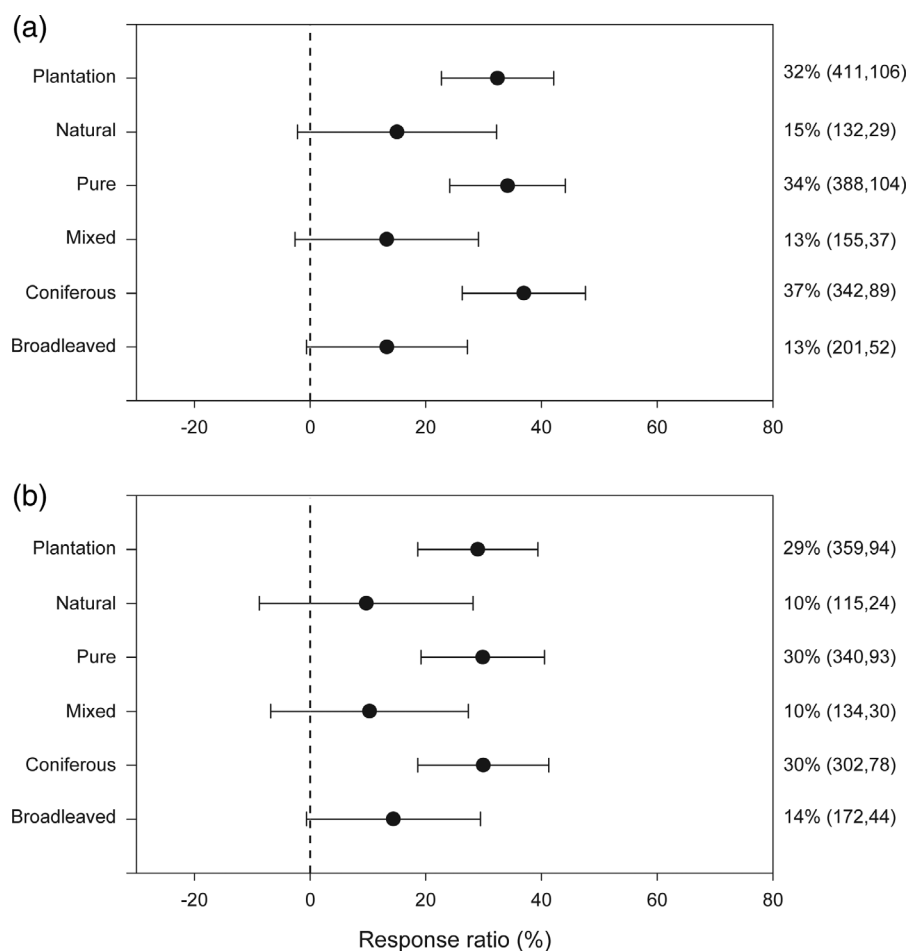 (a)
Plantation 32% (411,106)
Natural 15% (132,29)
Pure 34% (388,104)
Mixed 13% (155,37)
Coniferous 37% (342,89)
Broadleaved 13% (201,52)
-20 0 20 40 60 80
(b)
Plantation 29% (359,94)
Natural 10% (115,24)
Pure 30% (340,93)
Mixed 10% (134,30)
Coniferous 30% (302,78)
Broadleaved 14% (172,44)
-20 0 20 40 60 80
Response ratio (%)